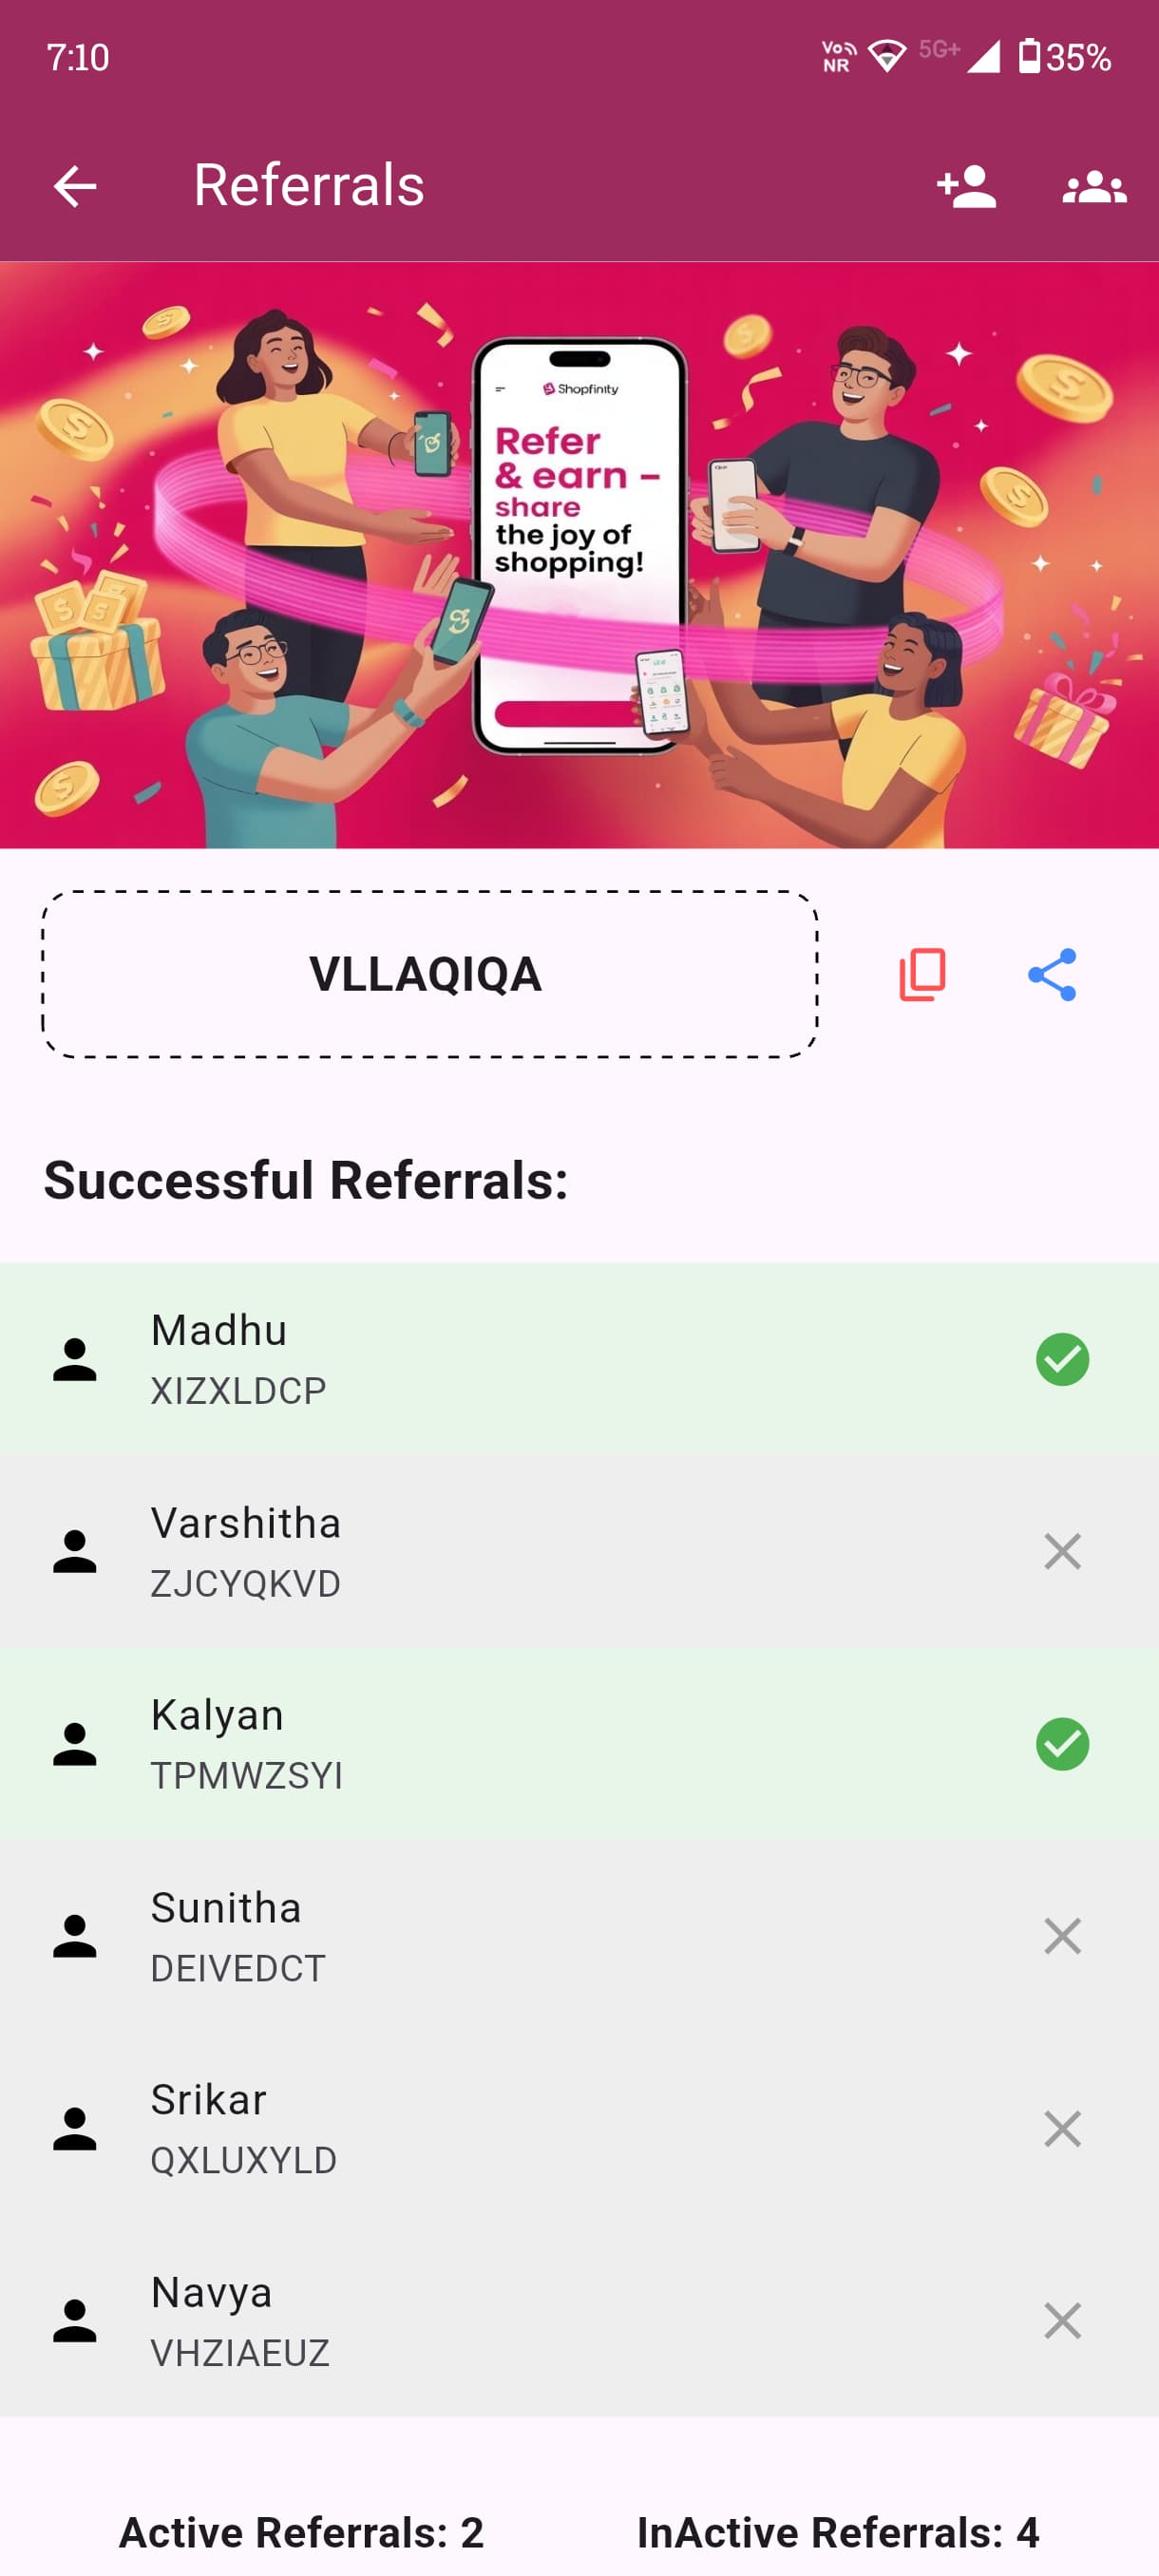 7:10
Vo
NR
5G+
35%
Referrals
Shopfinity
Refer
& earn –
share
the joy of
shopping!
VLLAQIQA
Successful Referrals:
Madhu
XIZXLDCP
Varshitha
ZJCYQKVD
Kalyan
TPMWZSYI
Sunitha
DEIVEDCT
Srikar
QXLUXYLD
Navya
VHZIAEUZ
Active Referrals: 2
InActive Referrals: 4